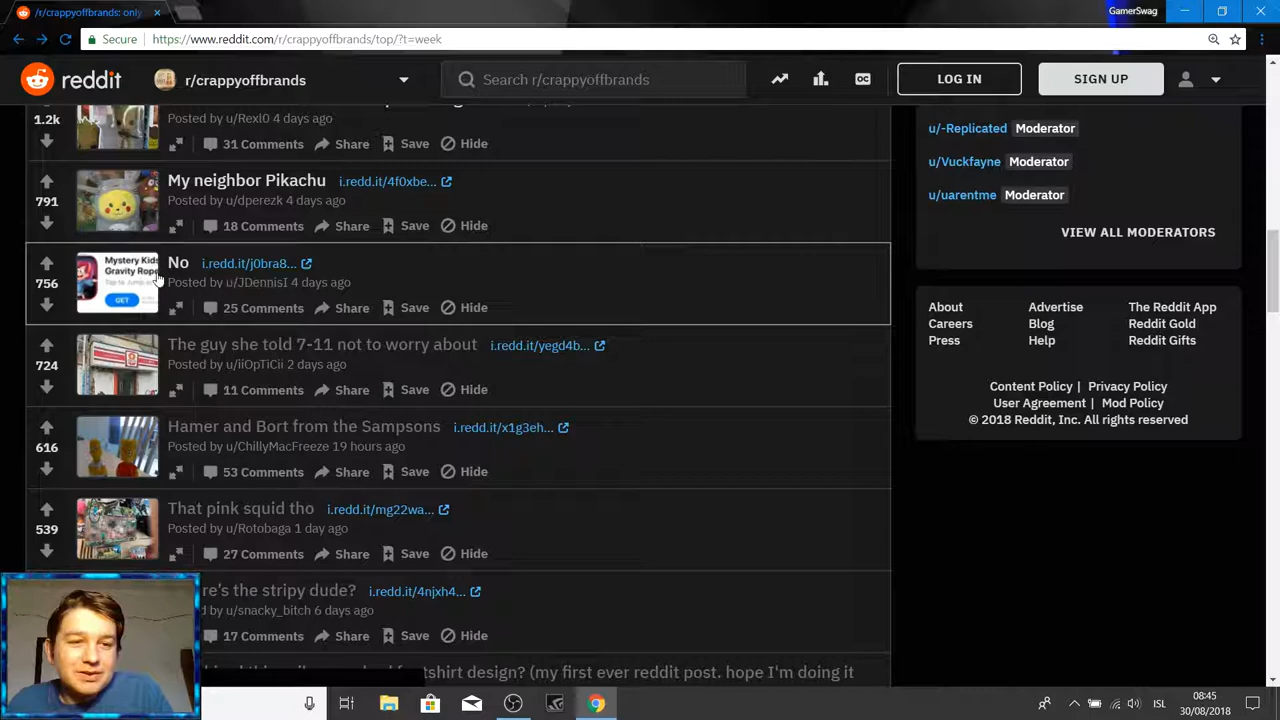 /r/crappyoffbrands: only
GamerSwag
Secure https://www.reddit.com/r/crappyoffbrands/top/?t=week
reddit r/crappyoffbrands Search r/crappyoffbrands LOG IN SIGN UP
1.2k
Posted by u/Rexl0 4 days ago
31 Comments Share Save Hide
791
My neighbor Pikachu i.redd.it/4f0xbe...
Posted by u/dperezk 4 days ago
18 Comments Share Save Hide
756
Mystery Kids
Gravity Rope
GET
No i.redd.it/j0bra8...
Posted by u/JDennisI 4 days ago
25 Comments Share Save Hide
724
The guy she told 7-11 not to worry about i.redd.it/yegd4b...
Posted by u/iiOpTiCii 2 days ago
11 Comments Share Save Hide
616
Hamer and Bort from the Sampsons i.redd.it/x1g3eh...
Posted by u/ChillyMacFreeze 19 hours ago
53 Comments Share Save Hide
539
That pink squid tho i.redd.it/mg22wa...
Posted by u/Rotobaga 1 day ago
27 Comments Share Save Hide
re's the stripy dude? i.redd.it/4njxh4...
by u/snacky_bitch 6 days ago
17 Comments Share Save Hide
design? (my first ever reddit post. hope I'm doing it
u/-Replicated Moderator
u/Vuckfayne Moderator
u/uarentme Moderator
VIEW ALL MODERATORS
About Advertise The Reddit App
Careers Blog Reddit Gold
Press Help Reddit Gifts
Content Policy | Privacy Policy
User Agreement | Mod Policy
© 2018 Reddit, Inc. All rights reserved
ISL
08:45
30/08/2018